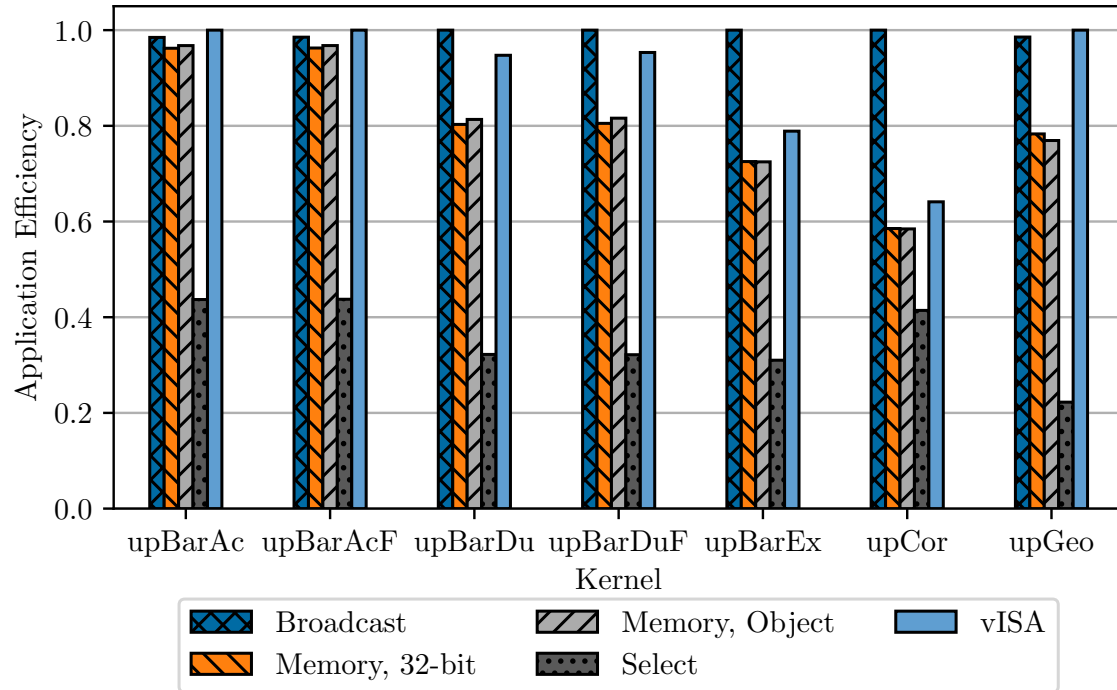 Application Efficiency
1.0
0.8
0.6
0.4
0.2
0.0
upBarAc upBarAcF upBarDu upBarDuF upBarEx upCor upGeo
Kernel
Broadcast Memory, Object vISA
Memory, 32-bit Select